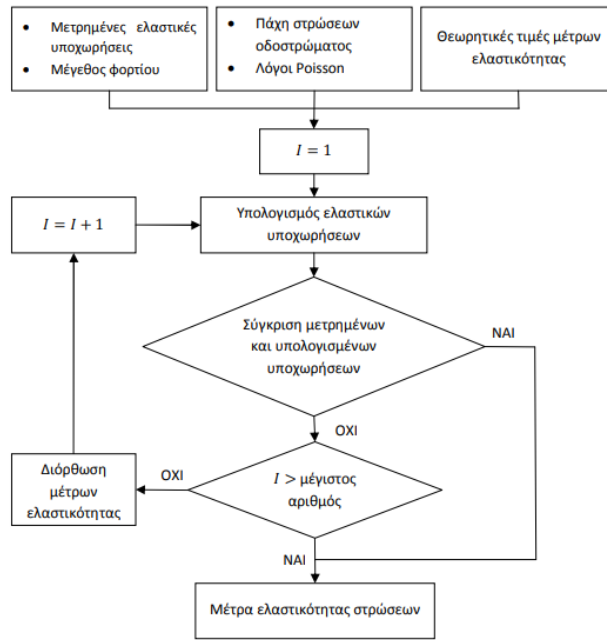 • Μετρημένες ελαστικές
υποχωρήσεις
• Μέγεθος φορτίου
• Πάχη στρώσεων
οδοστρώματος
• Λόγοι Poisson
Θεωρητικές τιμές μέτρων
ελαστικότητας
I = 1
I = I + 1
Υπολογισμός ελαστικών
υποχωρήσεων
Σύγκριση μετρημένων
και υπολογισμένων
υποχωρήσεων
ΝΑΙ
ΟΧΙ
Διόρθωση
μέτρων
ελαστικότητας
ΟΧΙ
I > μέγιστος
αριθμός
ΝΑΙ
Μέτρα ελαστικότητας στρώσεων